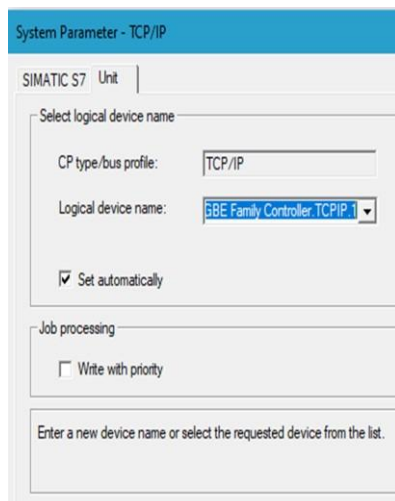 System Parameter - TCP/IP
SIMATIC S7 Unit
Select logical device name
CP type/bus profile: TCP/IP
Logical device name: GBE Family Controller.TCPIP.1
Set automatically
Job processing
Write with priority
Enter a new device name or select the requested device from the list.